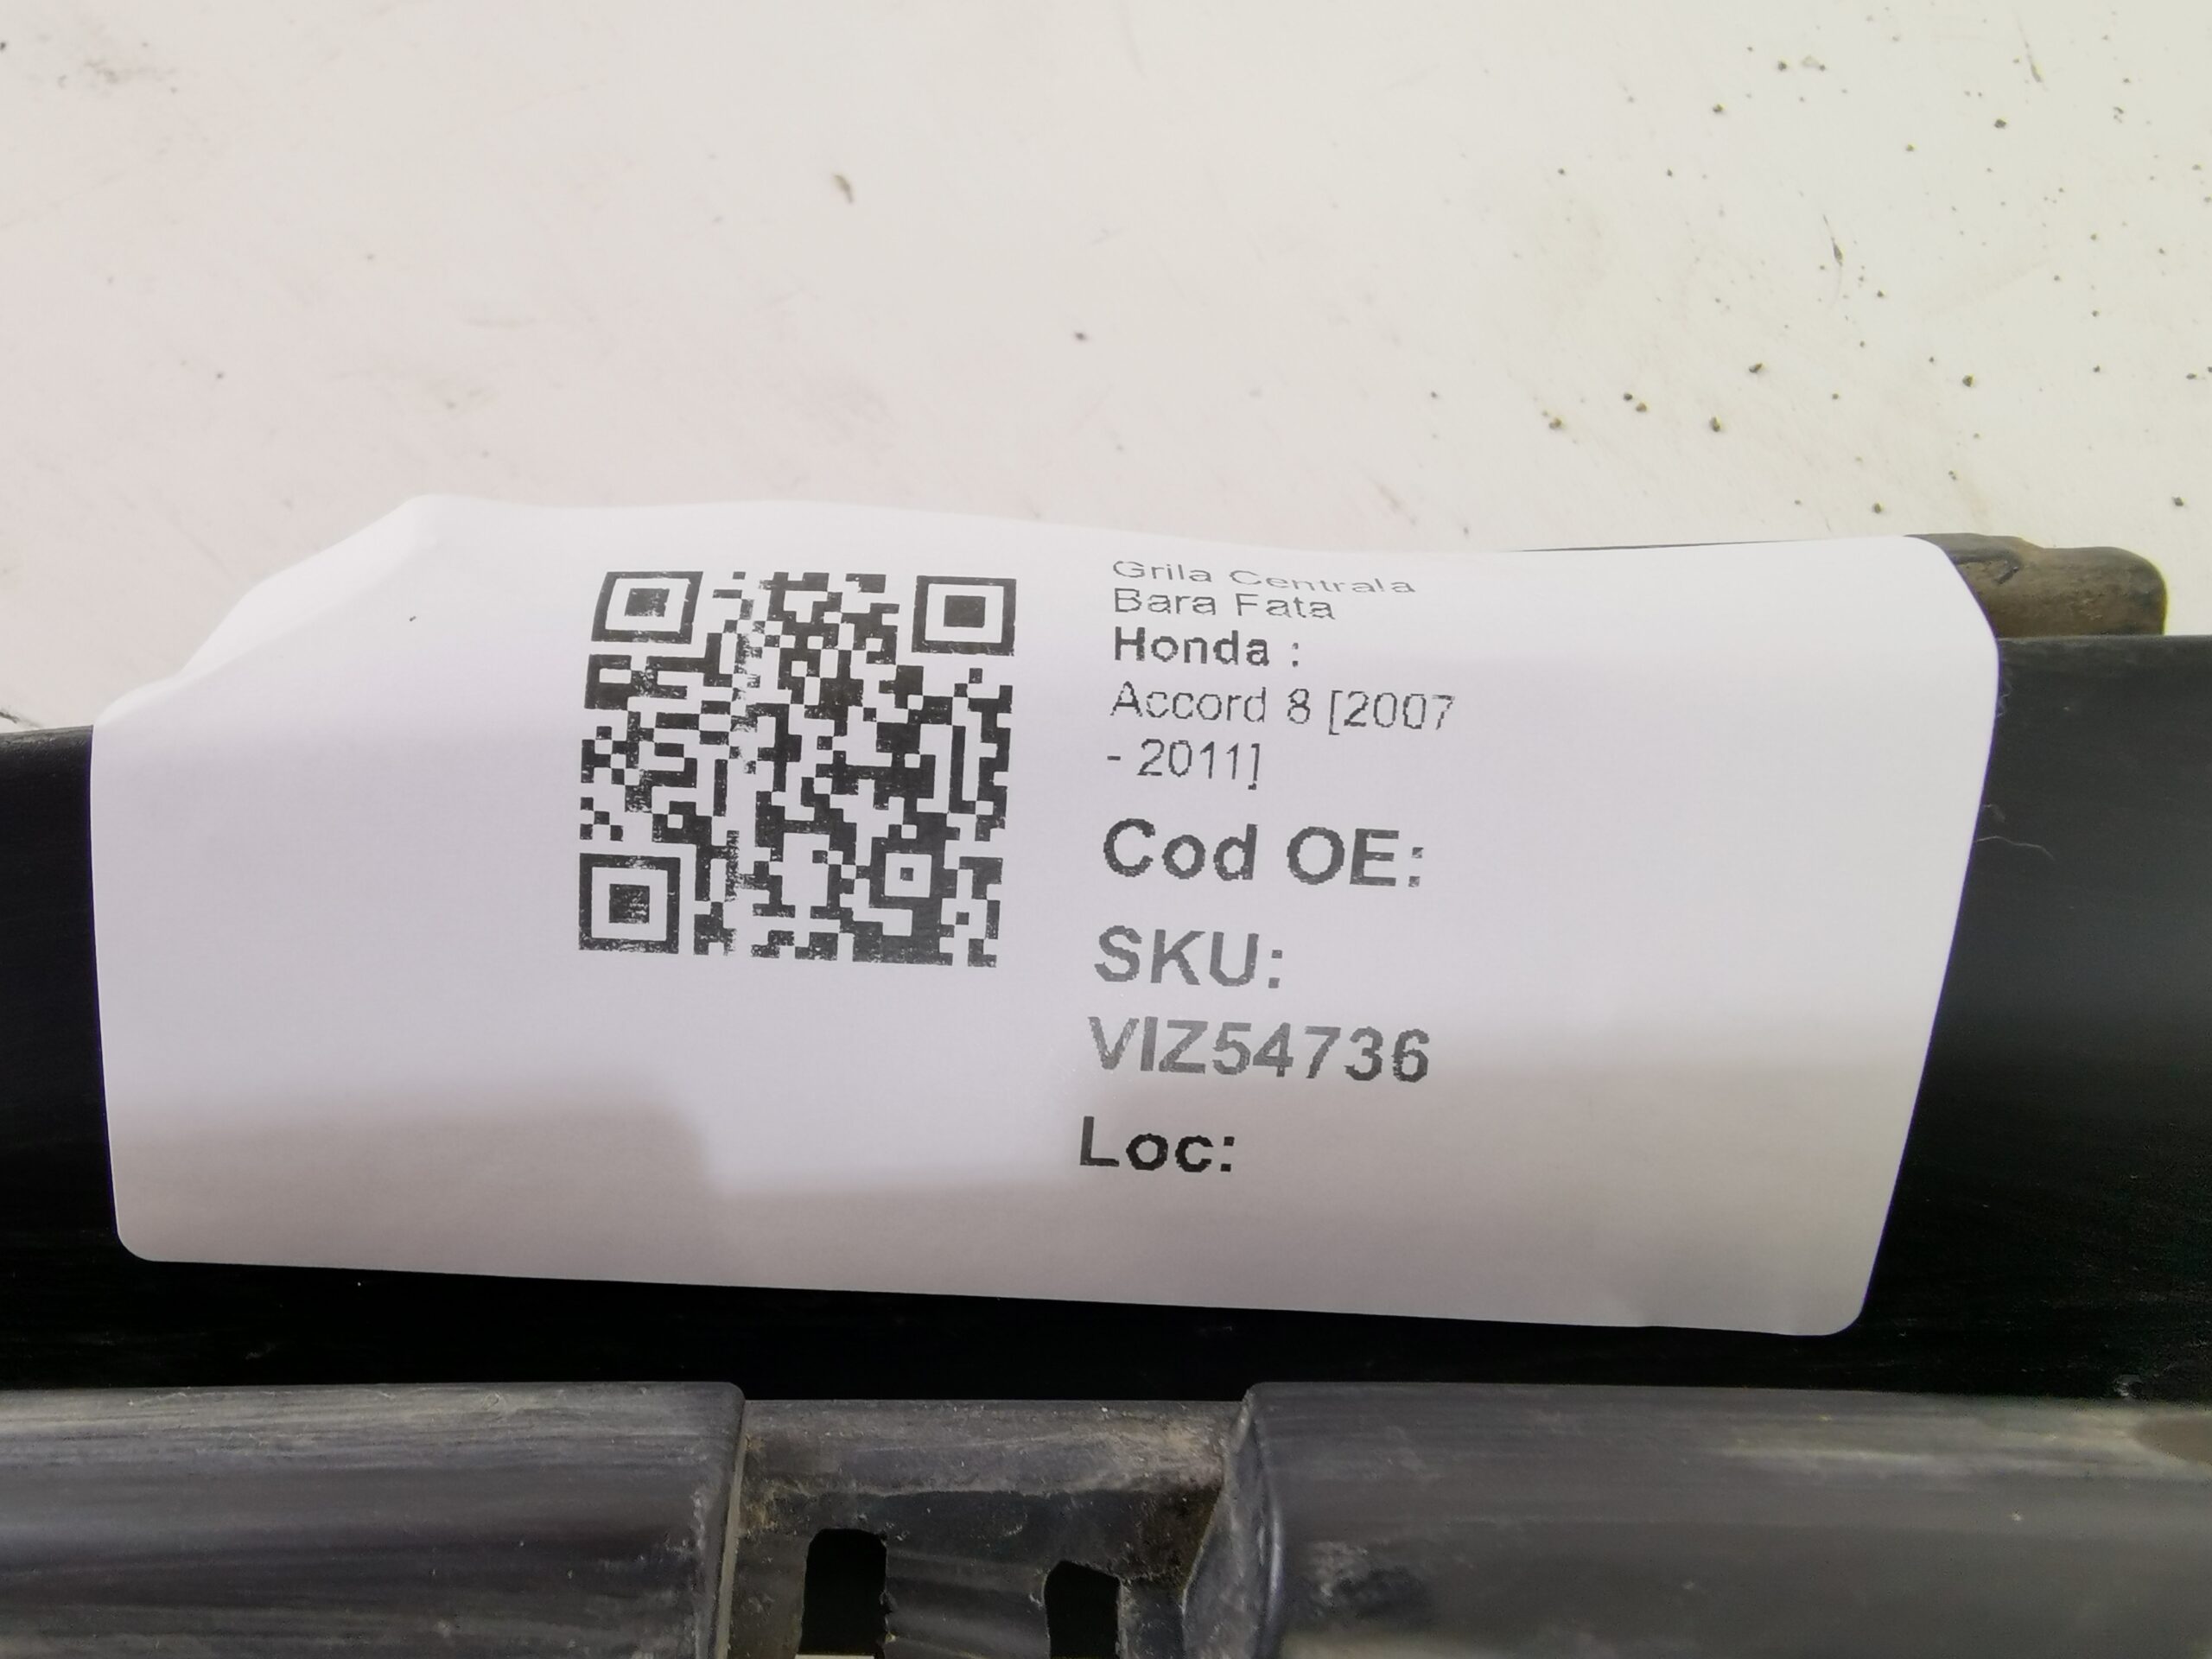 Grila Centrala
Bara Fata
Honda :
Accord 8 [2007
- 2011]
Cod OE:
SKU:
VIZ54736
Loc: